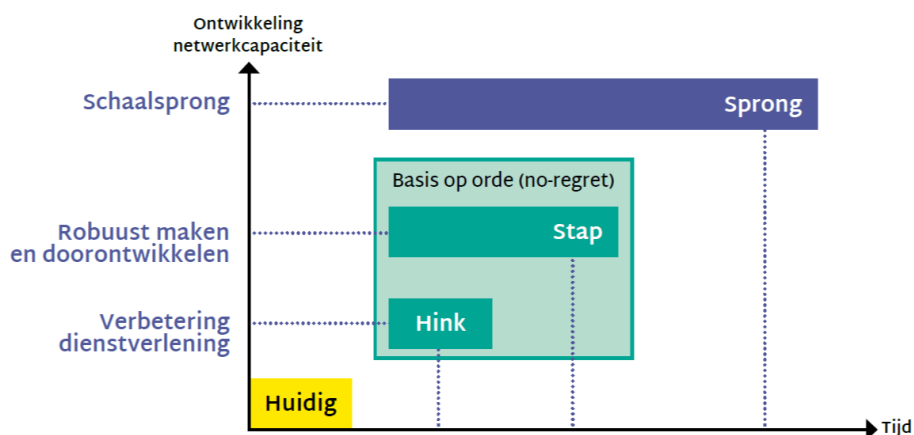 Ontwikkeling
netwerkcapaciteit
Schaalsprong
Sprong
Basis op orde (no-regret)
Robuust maken
en doorontwikkelen
Stap
Verbetering
dienstverlening
Hink
Huidig
Tijd